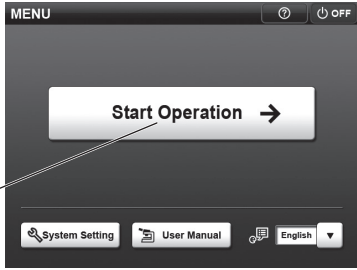 MENU
? OFF
Start Operation →
System Setting
User Manual
English ▼